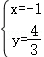 {
x=-1
y=4/3